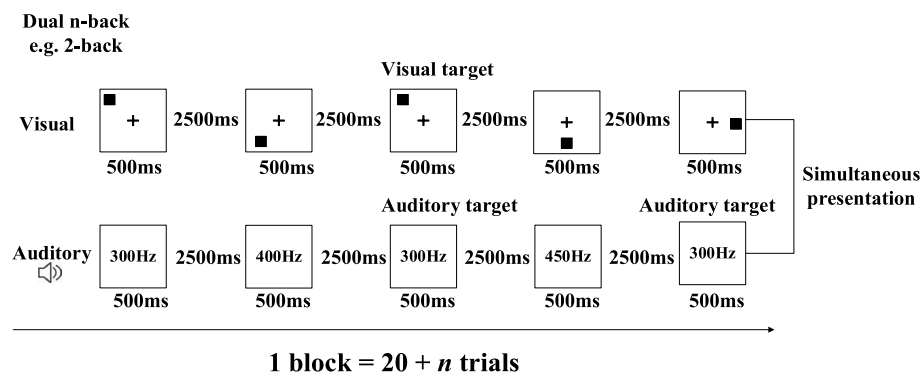 Dual n-back
e.g. 2-back
Visual target
Visual
2500ms 2500ms 2500ms 2500ms
500ms 500ms 500ms 500ms 500ms
Simultaneous
presentation
Auditory target Auditory target
Auditory
300Hz 2500ms 400Hz 2500ms 300Hz 2500ms 450Hz 2500ms 300Hz
500ms 500ms 500ms 500ms 500ms
1 block = 20 + n trials